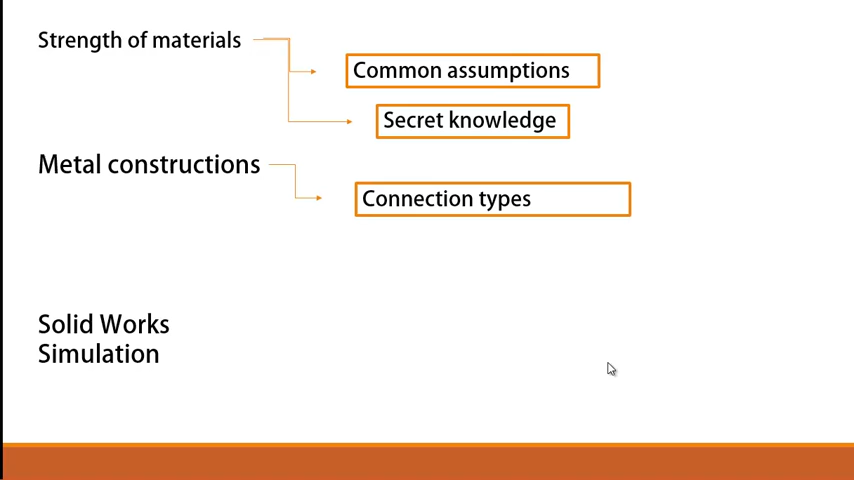 Strength of materials
Common assumptions
Secret knowledge
Metal constructions
Connection types
Solid Works
Simulation